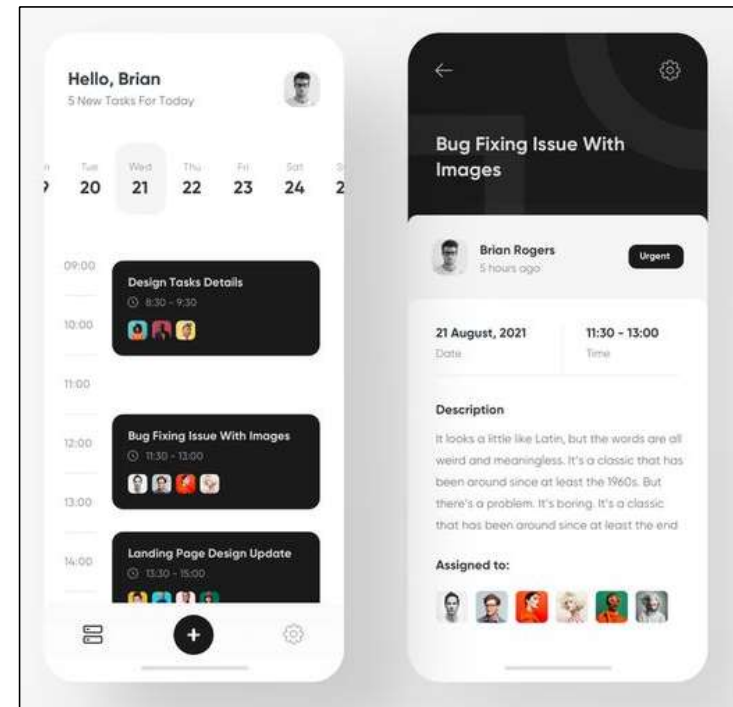 Hello, Brian
5 New Tasks For Today
Tue Wed Thu Fri Sat
20 21 22 23 24 2
09:00
Design Tasks Details
8:30 - 9:30
10:00
11:00
12:00
Bug Fixing Issue With Images
11:30 - 13:00
13:00
14:00
Landing Page Design Update
13:30 - 15:00
+
Bug Fixing Issue With
Images
Brian Rogers
5 hours ago
Urgent
21 August, 2021
Date
11:30 - 13:00
Time
Description
It looks a little like Latin, but the words are all
weird and meaningless. It's a classic that has
been around since at least the 1960s. But
there's a problem. It's boring. It's a classic
that has been around since at least the end
Assigned to: